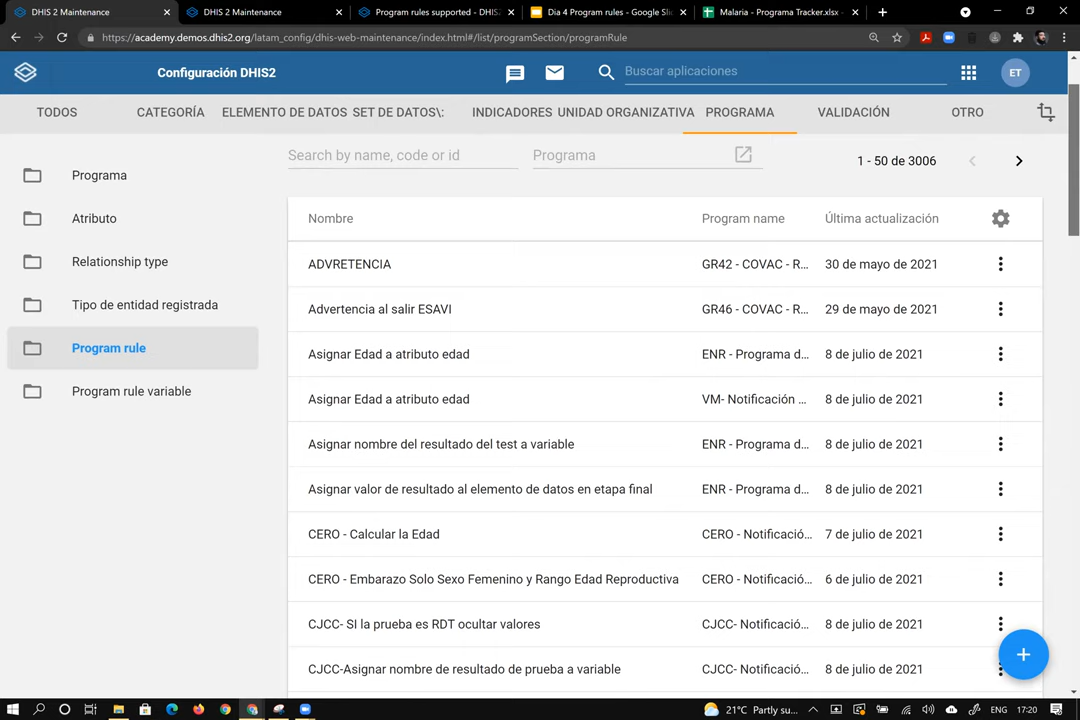 DHIS 2 Maintenance
DHIS 2 Maintenance
Program rules supported - DHIS
Dia 4 Program rules - Google Slid
Malaria - Programa Tracker.xlsx -
https://academy.demos.dhis2.org/latam_config/dhis-web-maintenance/index.html#/list/programSection/programRule
Configuración DHIS2
Buscar aplicaciones
ET
TODOS
CATEGORÍA
ELEMENTO DE DATOS
SET DE DATOS\:
INDICADORES
UNIDAD ORGANIZATIVA
PROGRAMA
VALIDACIÓN
OTRO
Programa
Atributo
Relationship type
Tipo de entidad registrada
Program rule
Program rule variable
Search by name, code or id
Programa
1 - 50 de 3006
Nombre Program name Última actualización
ADVRETENCIA GR42 - COVAC - R... 30 de mayo de 2021
Advertencia al salir ESAVI GR46 - COVAC - R... 29 de mayo de 2021
Asignar Edad a atributo edad ENR - Programa d... 8 de julio de 2021
Asignar Edad a atributo edad VM- Notificación ... 8 de julio de 2021
Asignar nombre del resultado del test a variable ENR - Programa d... 8 de julio de 2021
Asignar valor de resultado al elemento de datos en etapa final ENR - Programa d... 8 de julio de 2021
CERO - Calcular la Edad CERO - Notificació... 7 de julio de 2021
CERO - Embarazo Solo Sexo Femenino y Rango Edad Reproductiva CERO - Notificació... 6 de julio de 2021
CJCC- SI la prueba es RDT ocultar valores CJCC- Notificació... 8 de julio de 2021
CJCC-Asignar nombre de resultado de prueba a variable CJCC- Notificació... 8 de julio de 2021
21°C Partly su...
ENG
17:20